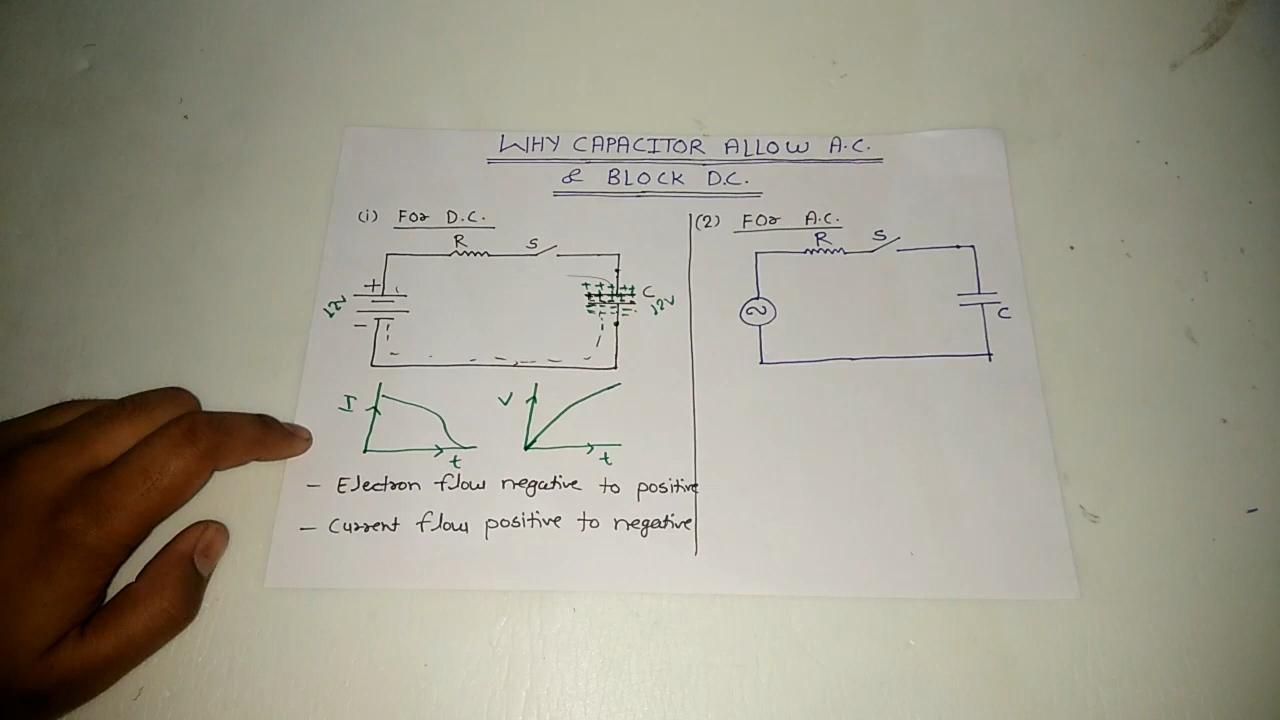 WHY CAPACITOR ALLOW A.C.
& BLOCK D.C.
(1) FOR D.C.
R S
+
12V
-
C
12V
I
t
V
t
- Electron flow negative to positive
- Current flow positive to negative
(2) FOR A.C.
R S
~
C